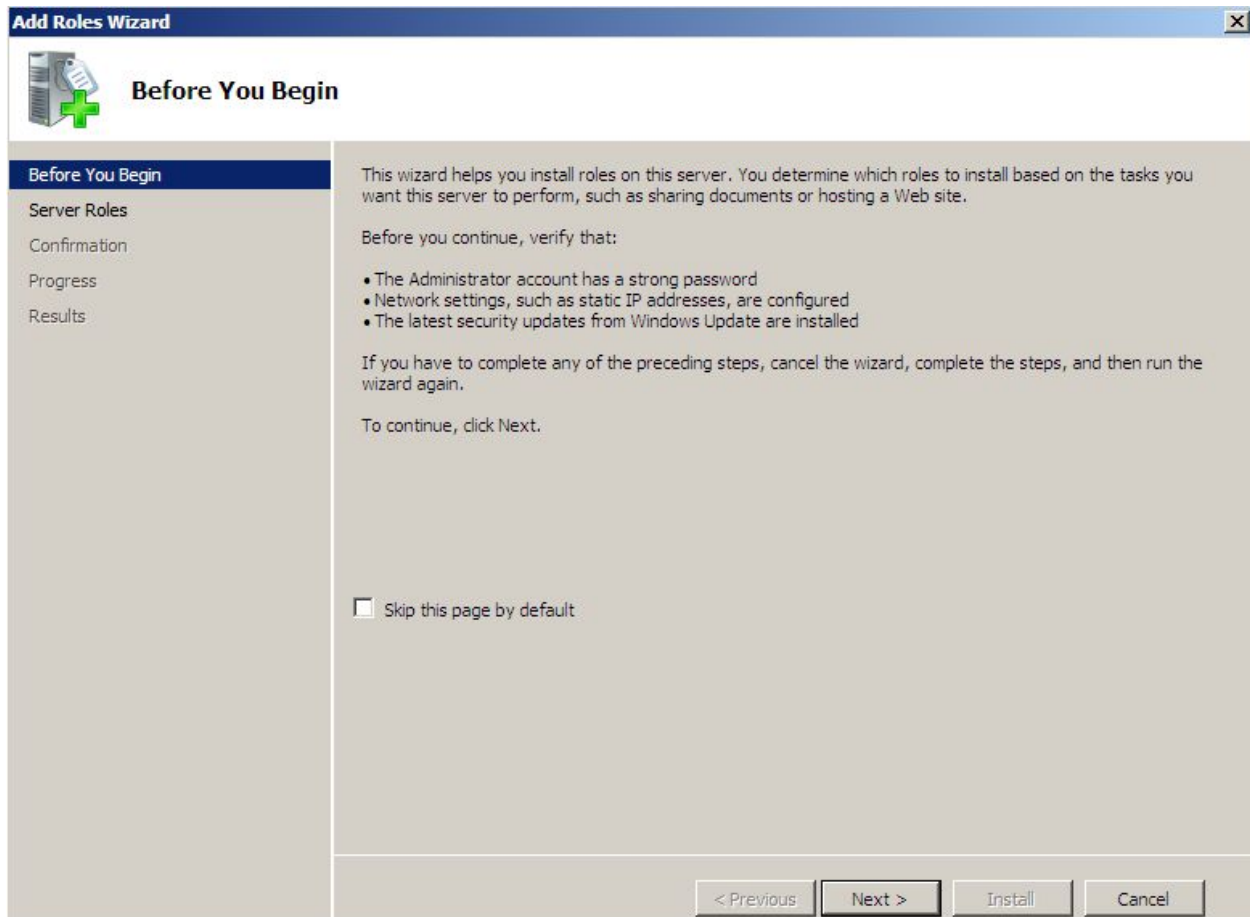 Add Roles Wizard
Before You Begin
Before You Begin
Server Roles
Confirmation
Progress
Results
This wizard helps you install roles on this server. You determine which roles to install based on the tasks you
want this server to perform, such as sharing documents or hosting a Web site.
Before you continue, verify that:
• The Administrator account has a strong password
• Network settings, such as static IP addresses, are configured
• The latest security updates from Windows Update are installed
If you have to complete any of the preceding steps, cancel the wizard, complete the steps, and then run the
wizard again.
To continue, click Next.
Skip this page by default
< Previous
Next >
Install
Cancel